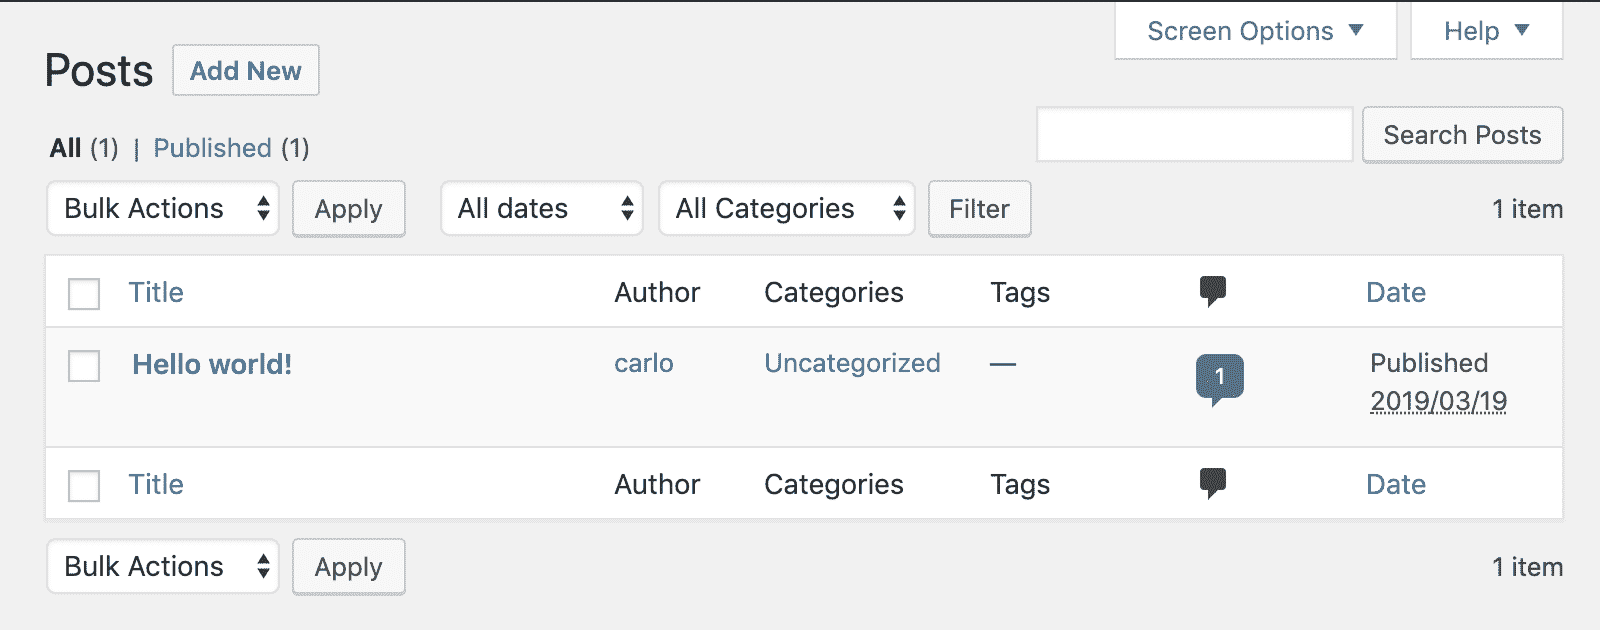 Screen Options ▼ Help ▼
Posts Add New
Search Posts
All (1) | Published (1)
Bulk Actions Apply All dates All Categories Filter 1 item
Title Author Categories Tags Date
Hello world! carlo Uncategorized — 1 Published
2019/03/19
Title Author Categories Tags Date
Bulk Actions Apply 1 item